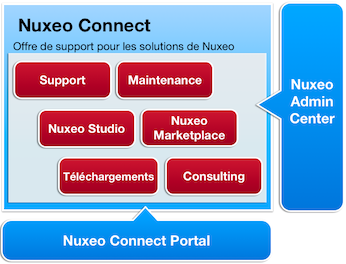 Nuxeo Connect
Offre de support pour les solutions de Nuxeo
Support
Maintenance
Nuxeo Studio
Nuxeo
Marketplace
Téléchargements
Consulting
Nuxeo
Admin
Center
Nuxeo Connect Portal